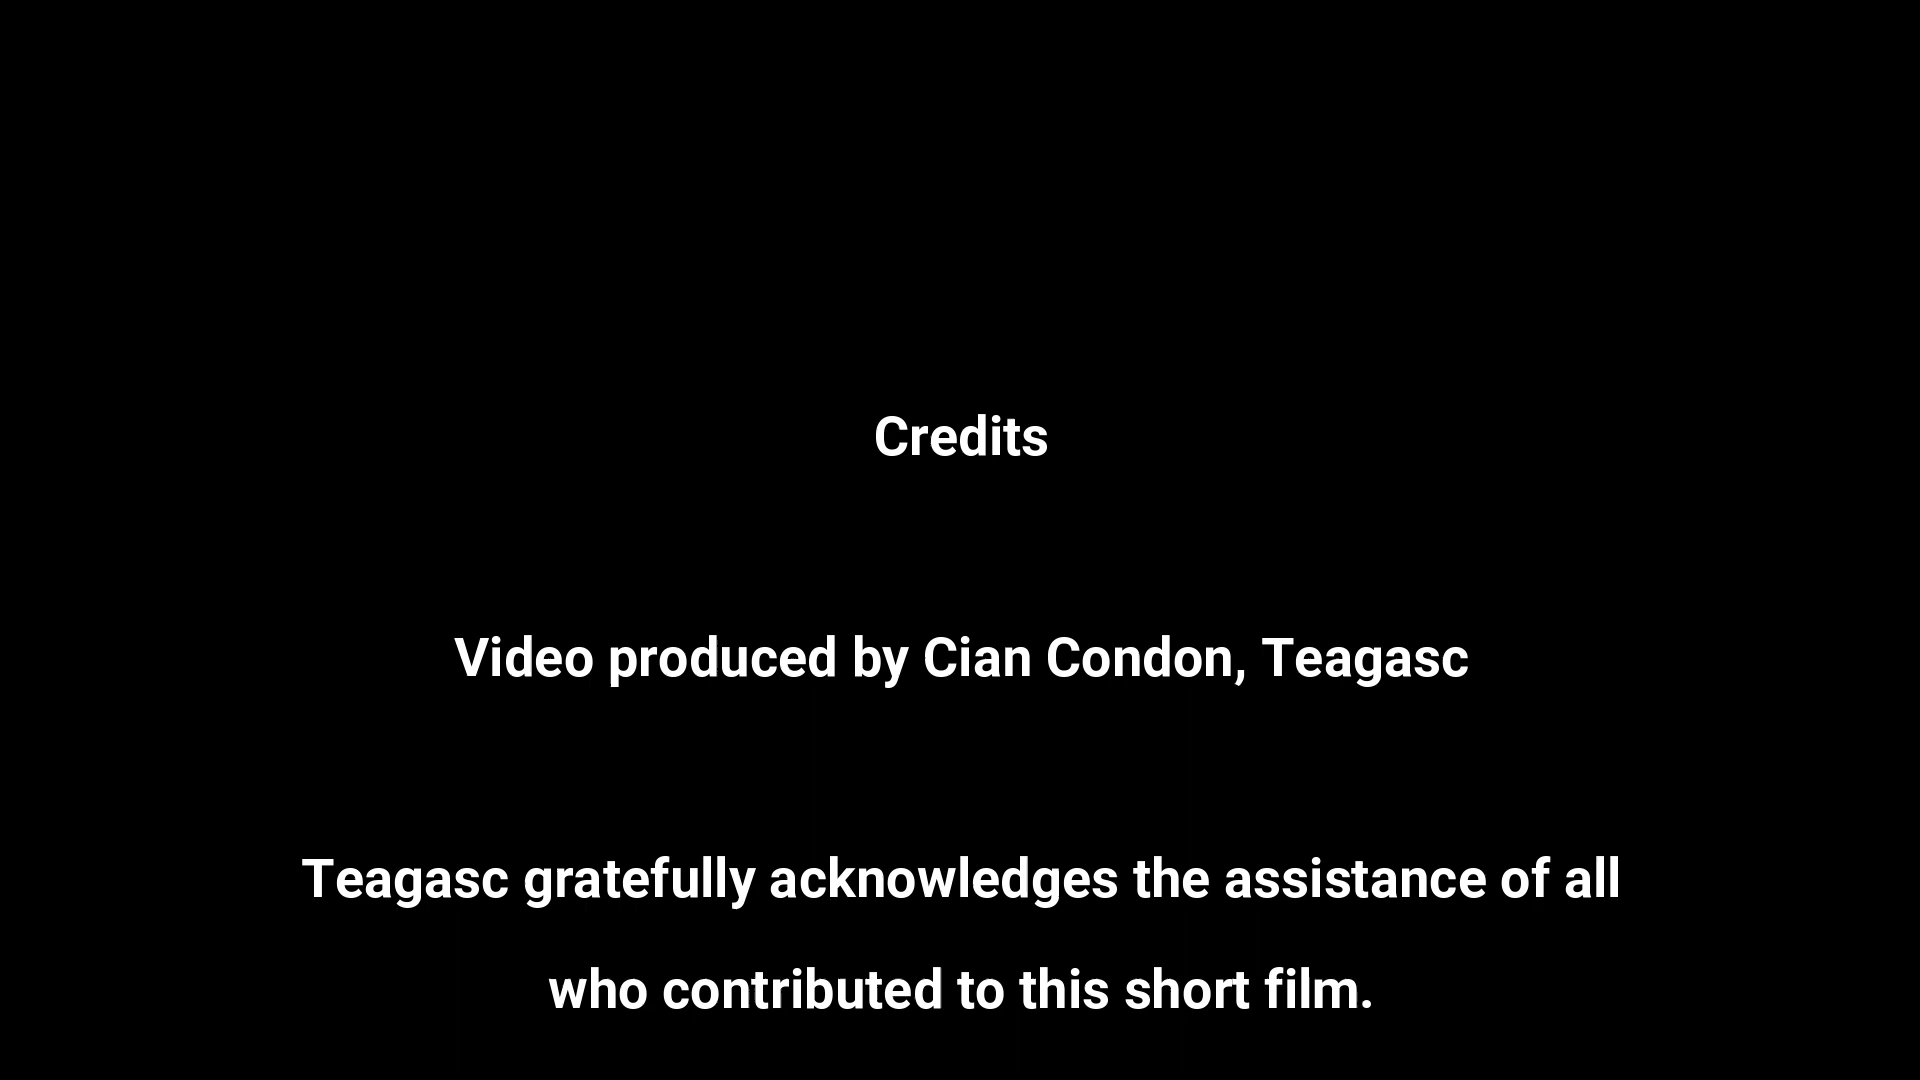 Credits
Video produced by Cian Condon, Teagasc
Teagasc gratefully acknowledges the assistance of all
who contributed to this short film.